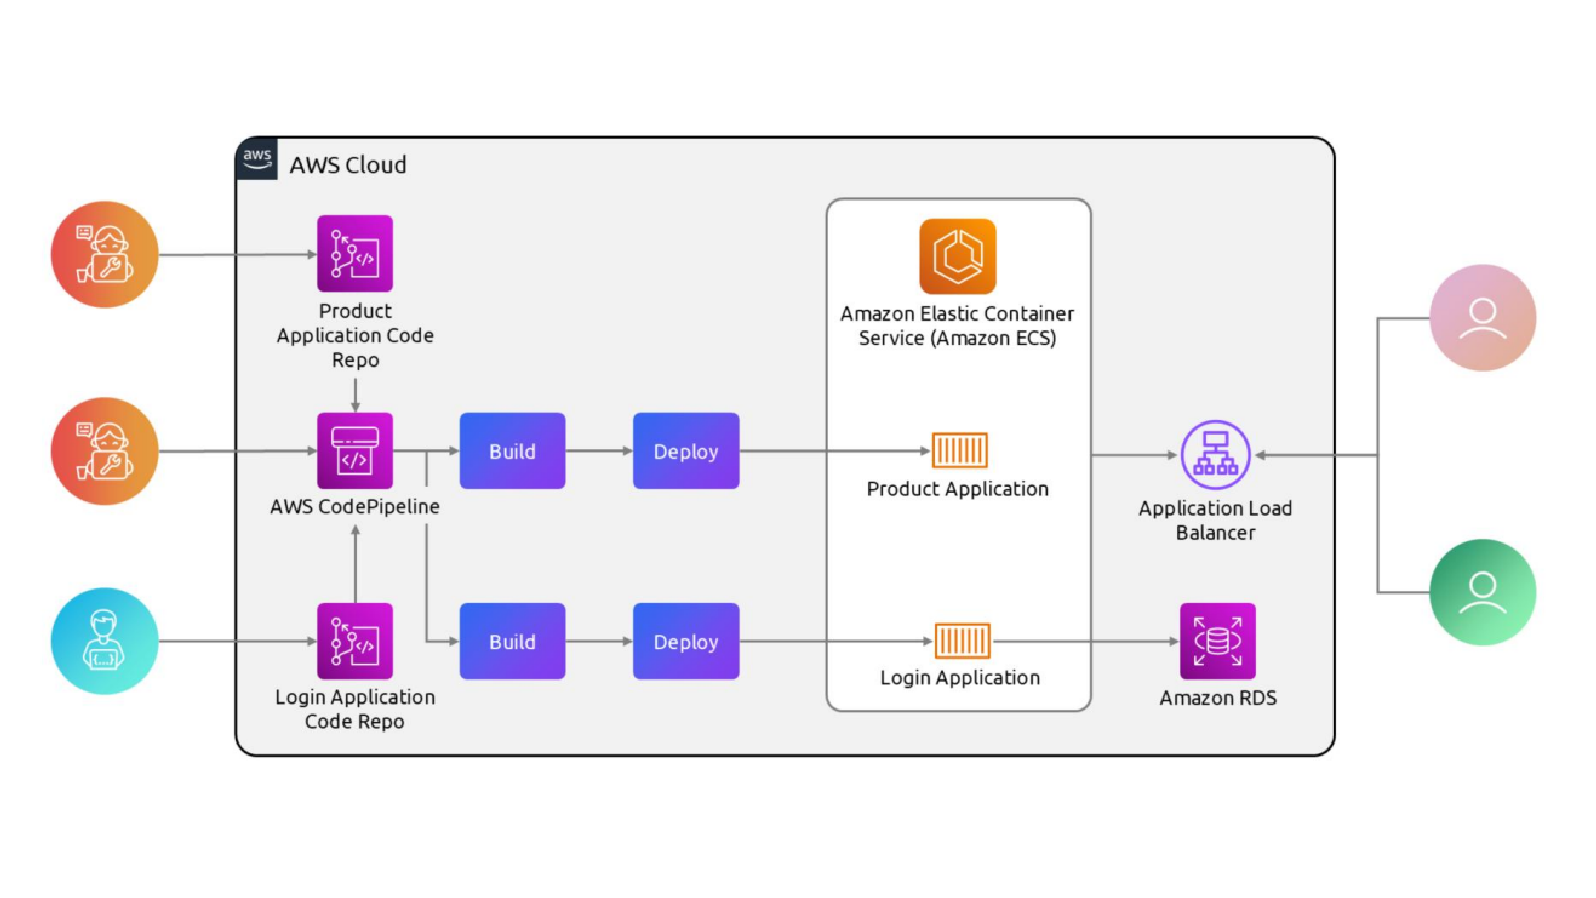 aws
AWS Cloud
Product
Application Code
Repo
Amazon Elastic Container
Service (Amazon ECS)
Build
Deploy
AWS CodePipeline
Product Application
Application Load
Balancer
Build
Deploy
Login Application
Code Repo
Login Application
Amazon RDS